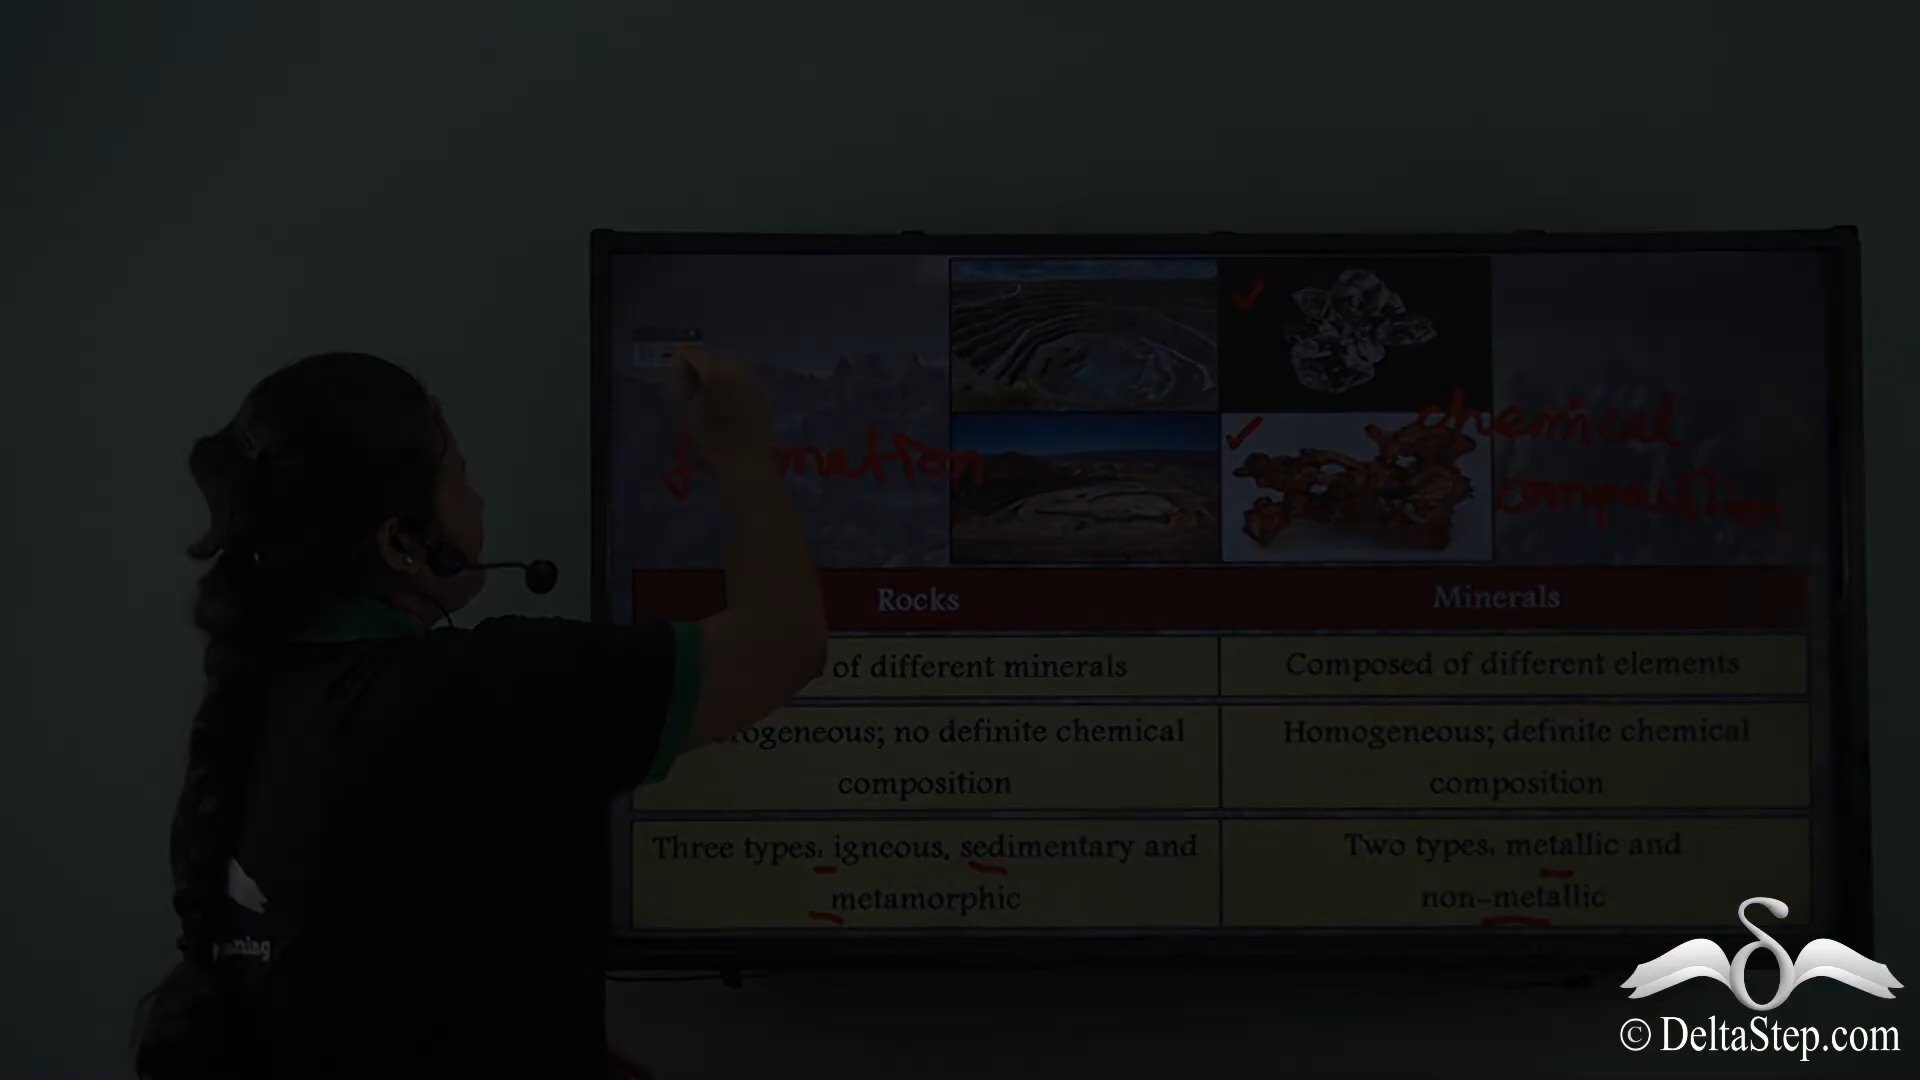 chemical
composition
Rocks
Minerals
of different minerals
Composed of different elements
no definite chemical
composition
Homogeneous; definite chemical
composition
Three types: igneous, sedimentary and
metamorphic
Two types: metallic and
non-metallic
© DeltaStep.com